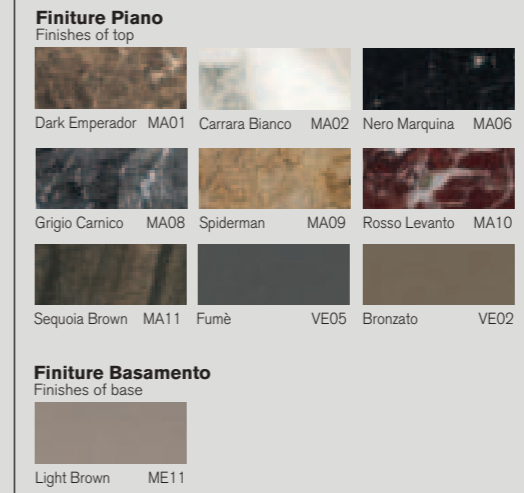 Finiture Piano
Finishes of top
Dark Emperador MA01 Carrara Bianco MA02 Nero Marquina MA06
Grigio Carnico MA08 Spiderman MA09 Rosso Levanto MA10
Sequoia Brown MA11 Fumè VE05 Bronzato VE02
Finiture Basamento
Finishes of base
Light Brown ME11